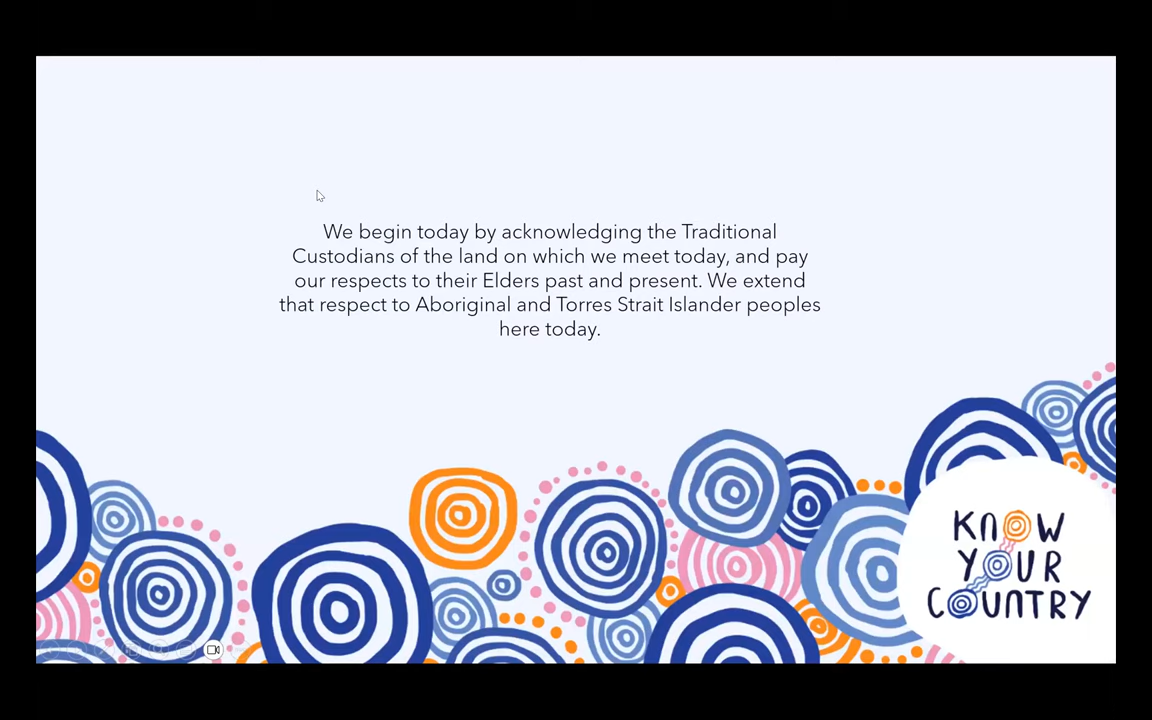 We begin today by acknowledging the Traditional
Custodians of the land on which we meet today, and pay
our respects to their Elders past and present. We extend
that respect to Aboriginal and Torres Strait Islander peoples
here today.
KNOW
YOUR
COUNTRY